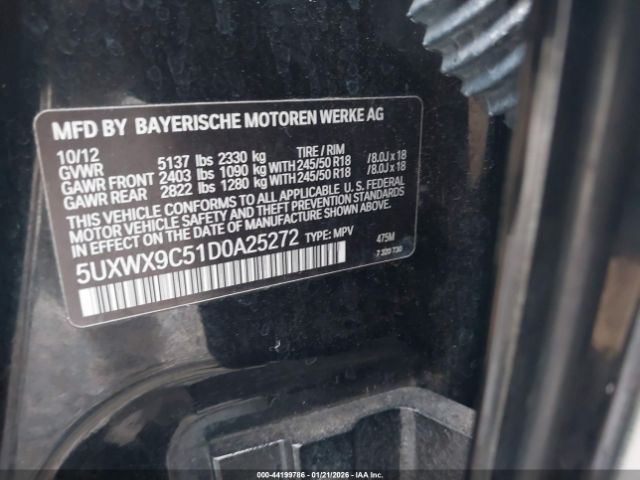 MFD BY BAYERISCHE MOTOREN WERKE AG
10/12 5137 lbs 2330 kg TIRE / RIM
GVWR
GAWR FRONT 2403 lbs 1090 kg WITH 245/50 R18 /8.0J x 18
GAWR REAR 2822 lbs 1280 kg WITH 245/50 R18 /8.0J x 18
THIS VEHICLE CONFORMS TO ALL APPLICABLE U.S. FEDERAL
MOTOR VEHICLE SAFETY AND THEFT PREVENTION STANDARDS
IN EFFECT ON THE DATE OF MANUFACTURE SHOWN ABOVE.
5UXWX9C51D0A25272 TYPE: MPV 475M
7 320 730
000-44199786 - 01/21/2026 - IAA Inc.